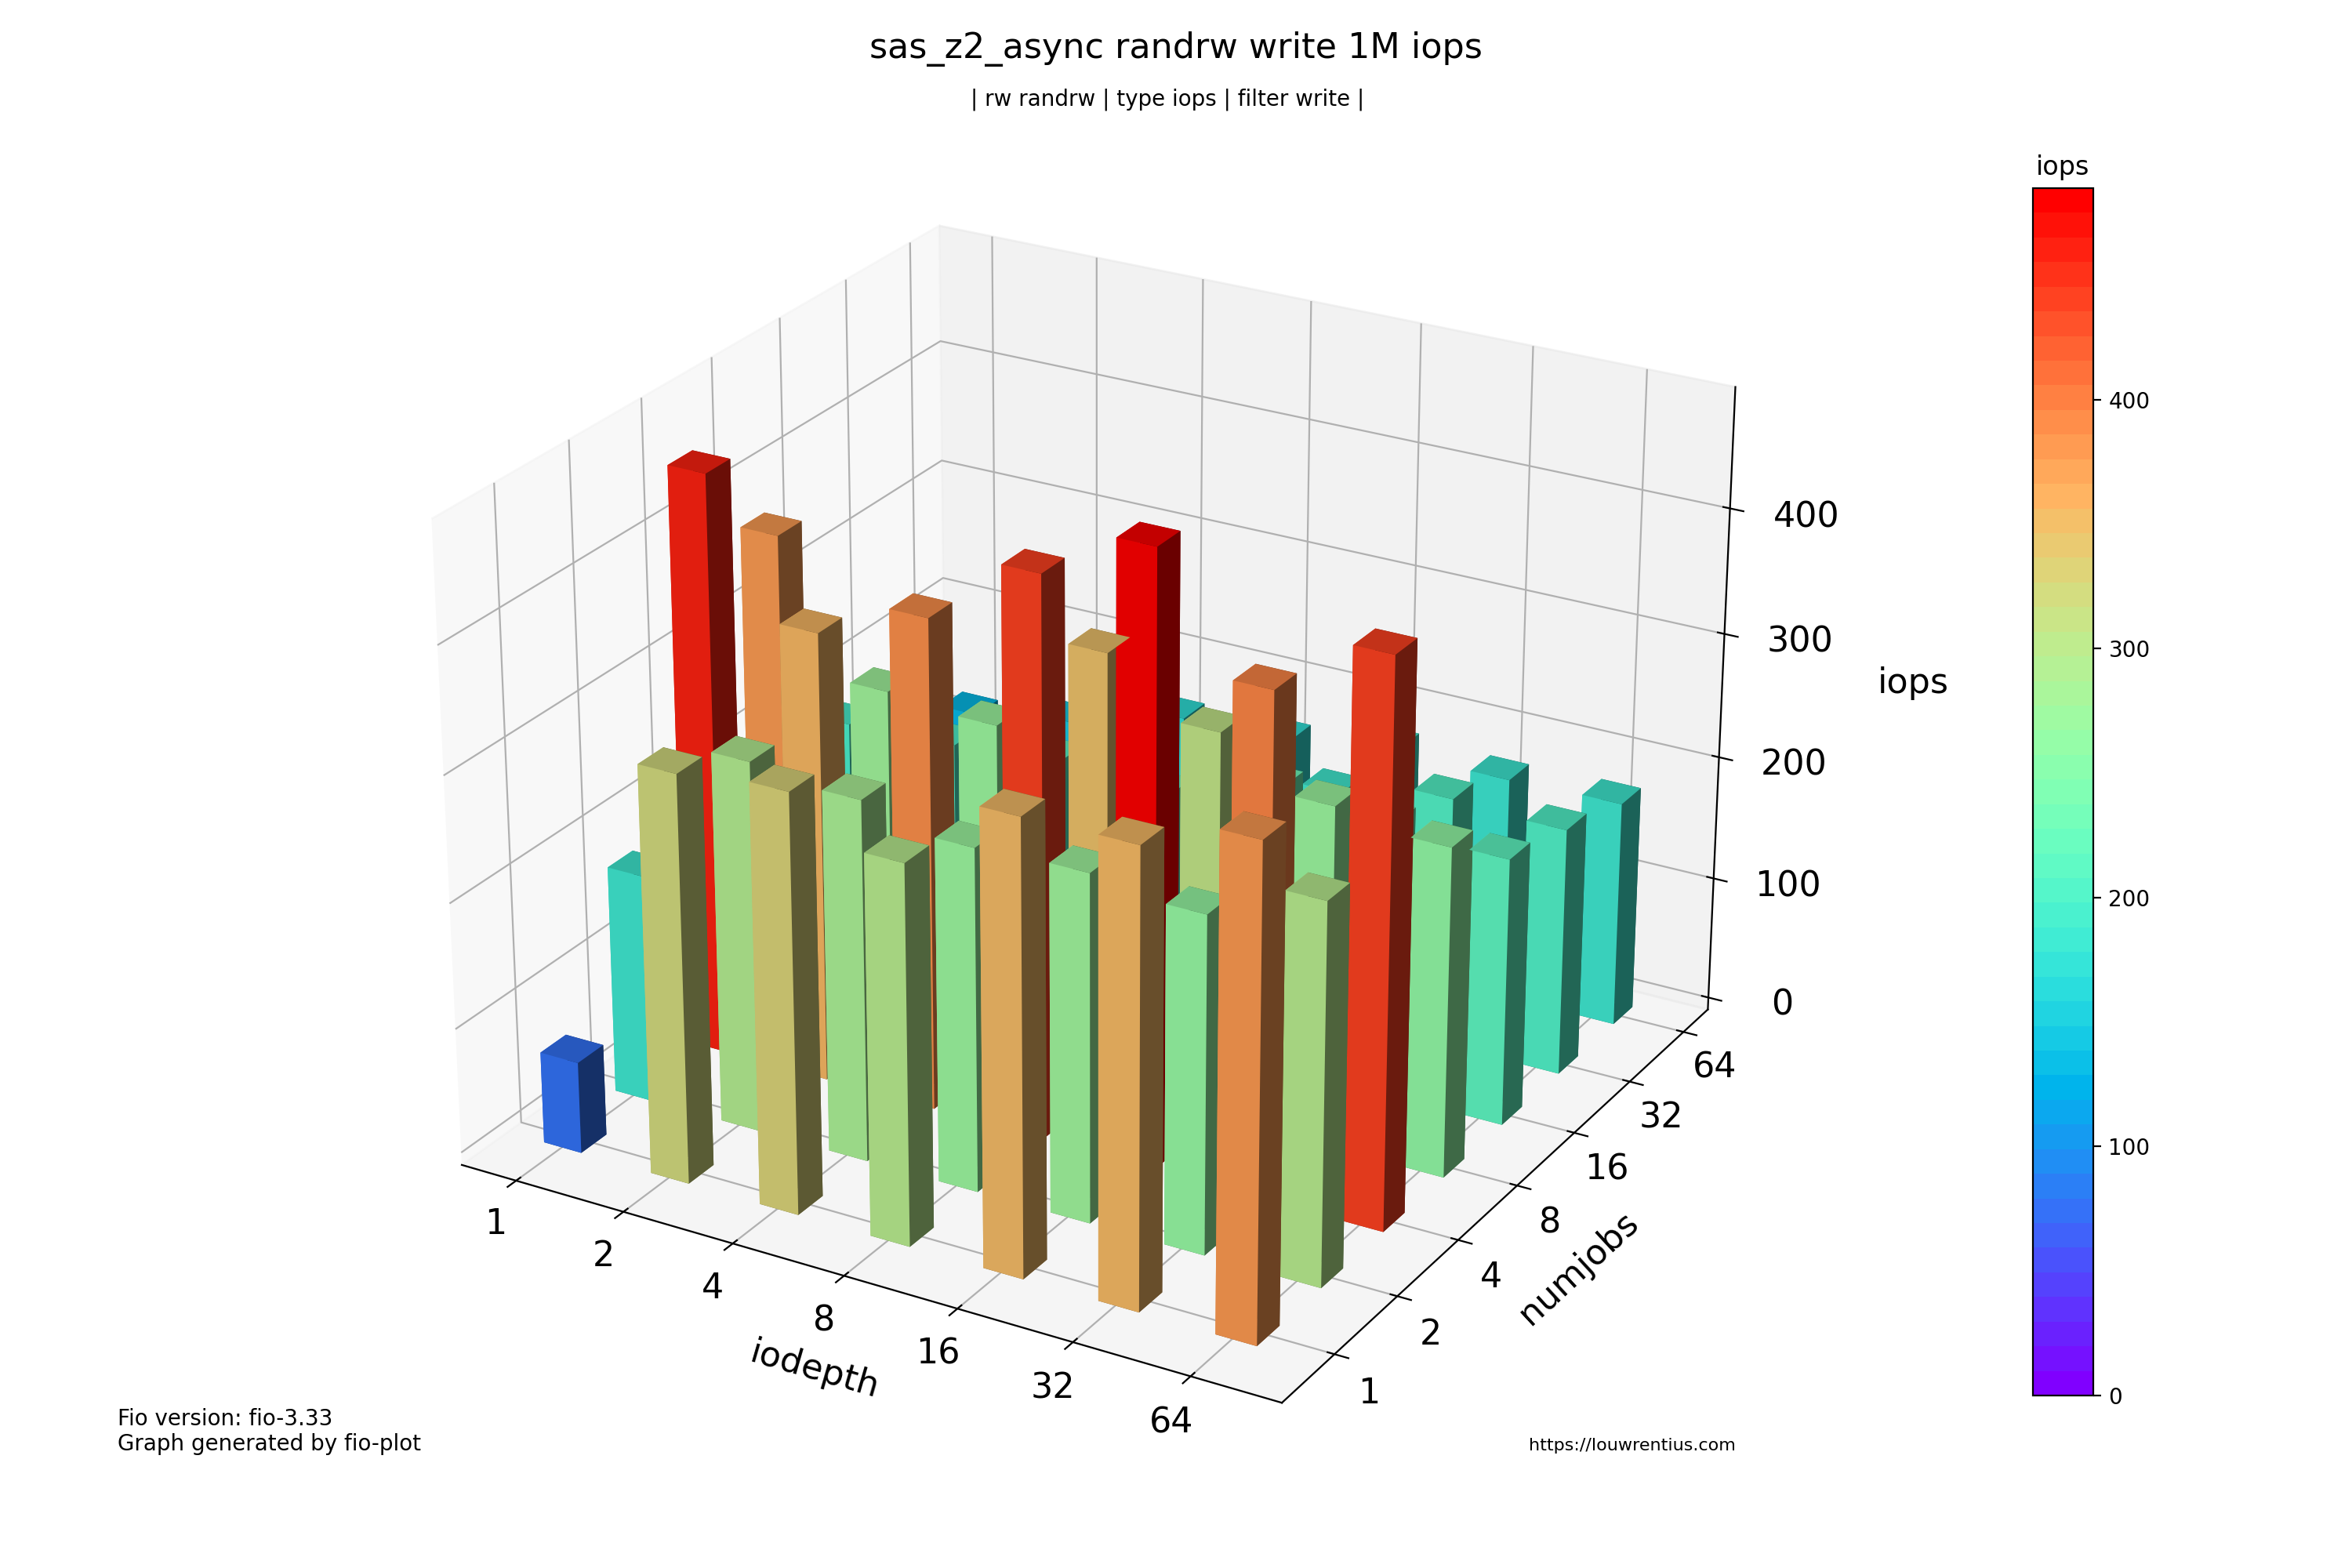 sas_z2_async randrw write 1M iops
| rw randrw | type iops | filter write |
iops
400
300
200
100
0
400
300
200
100
0
iops
64
32
16
8
4
2
1
numjobs
1
2
4
8
16
32
64
iodepth
Fio version: fio-3.33
Graph generated by fio-plot
https://louwrentius.com